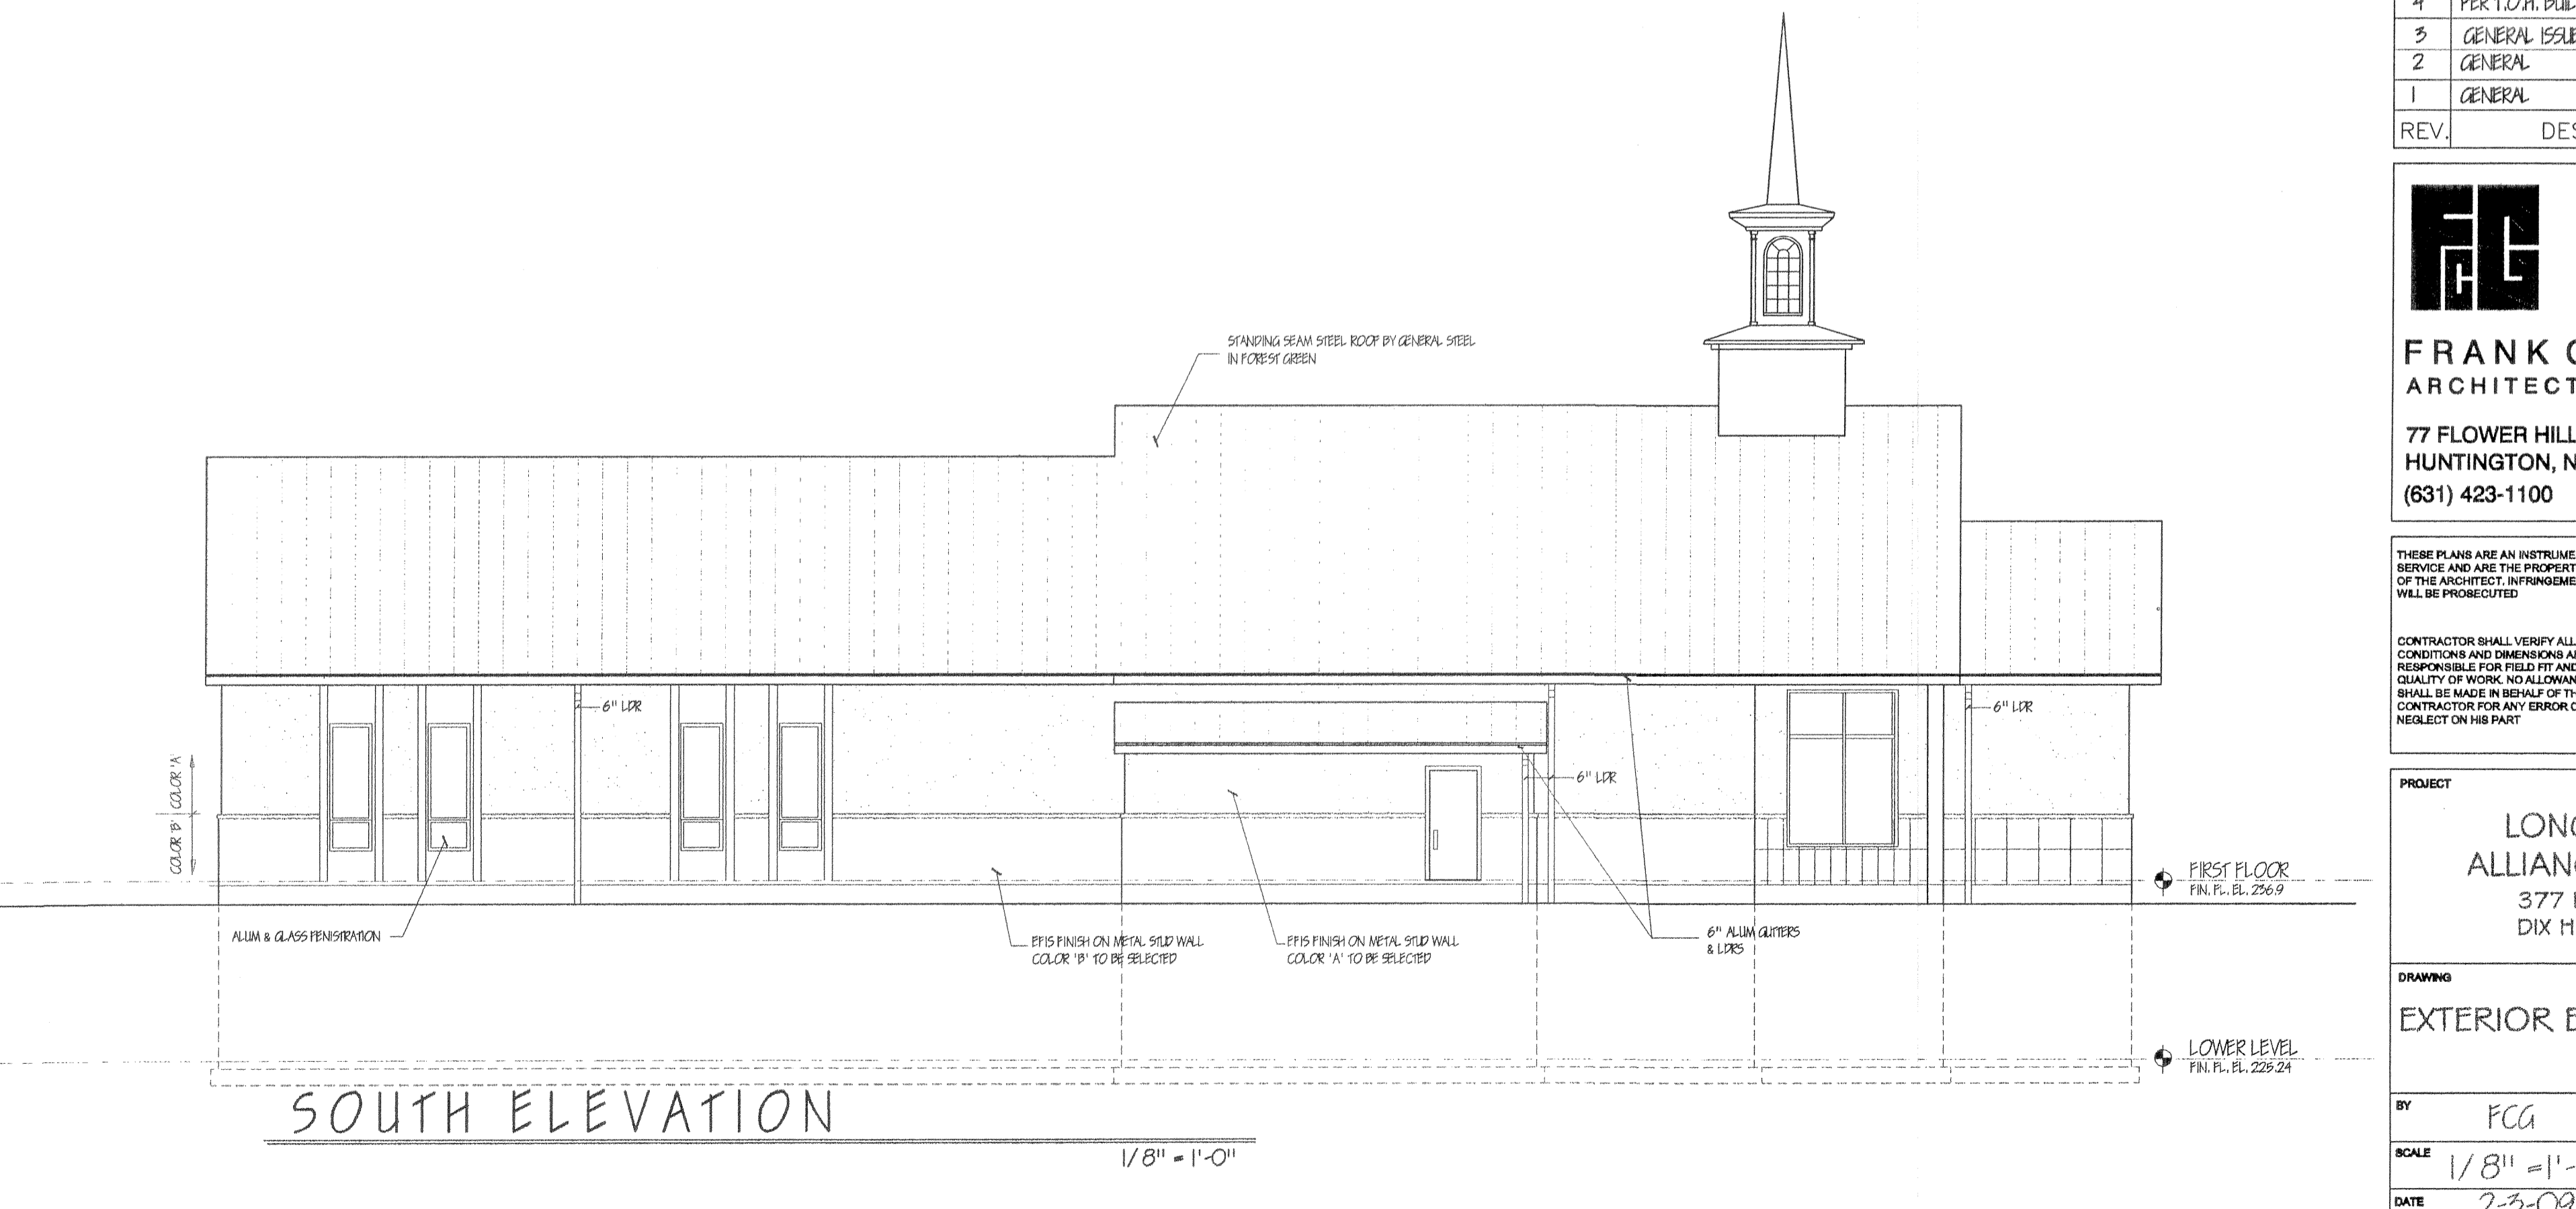 STANDING SEAM STEEL ROOF BY GENERAL STEEL
IN FOREST GREEN
6" LDR
6" LDR
6" LDR
COLOR 'A'
COLOR 'B'
ALUM & GLASS FENISTRATION
EFIS FINISH ON METAL STUD WALL
COLOR 'B' TO BE SELECTED
EFIS FINISH ON METAL STUD WALL
COLOR 'A' TO BE SELECTED
6" ALUM GUTTERS
& LDRS
FIRST FLOOR
FIN. FL. EL. 236.9
LOWER LEVEL
FIN. FL. EL. 225.24
SOUTH ELEVATION
1/8" = 1'-0"
4 PER T.O.H. BUIL
3 GENERAL ISSUE
2 GENERAL
1 GENERAL
REV. DES
FCG
FRANK
ARCHITECT
77 FLOWER HILL
HUNTINGTON, N
(631) 423-1100
THESE PLANS ARE AN INSTRUME
SERVICE AND ARE THE PROPERT
OF THE ARCHITECT. INFRINGEME
WILL BE PROSECUTED
CONTRACTOR SHALL VERIFY ALL
CONDITIONS AND DIMENSIONS A
RESPONSIBLE FOR FIELD FIT AND
QUALITY OF WORK. NO ALLOWAN
SHALL BE MADE IN BEHALF OF TH
CONTRACTOR FOR ANY ERROR O
NEGLECT ON HIS PART
PROJECT
LONG
ALLIAN
377
DIX H
DRAWING
EXTERIOR E
BY
FCG
SCALE
1/8" =1'-
DATE
2-3-09